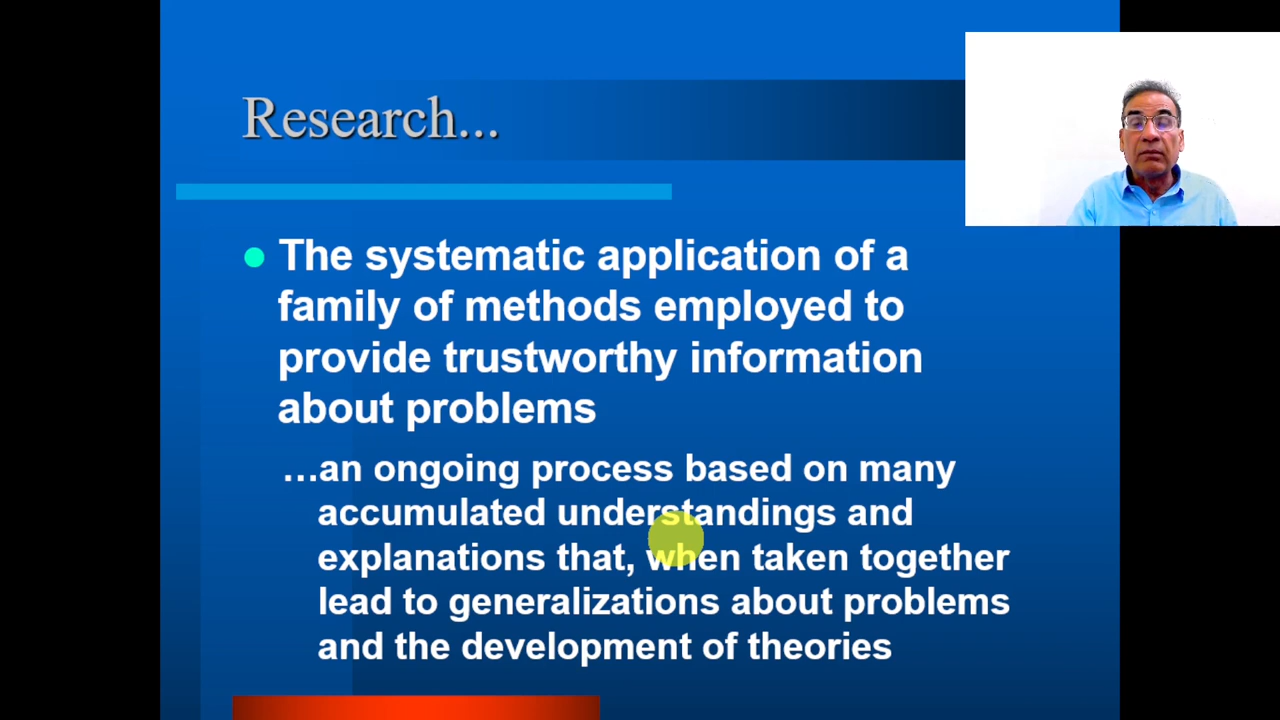 Research...
The systematic application of a
family of methods employed to
provide trustworthy information
about problems
…an ongoing process based on many
accumulated understandings and
explanations that, when taken together
lead to generalizations about problems
and the development of theories